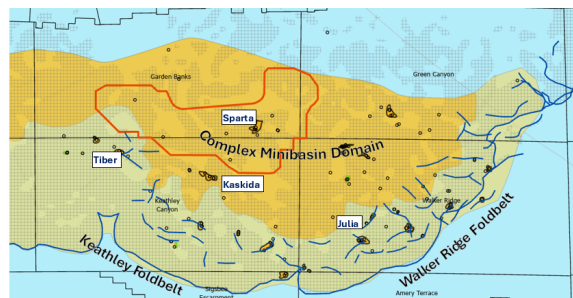 Garden Banks
Green Canyon
Sparta
Complex Minibasin Domain
Tiber
Kaskida
Keathley
Canyon
Walker Ridge
Julia
Keathley Foldbelt
Walker Ridge Foldbelt
Sigsbee
Escarpment
Amery Terrace